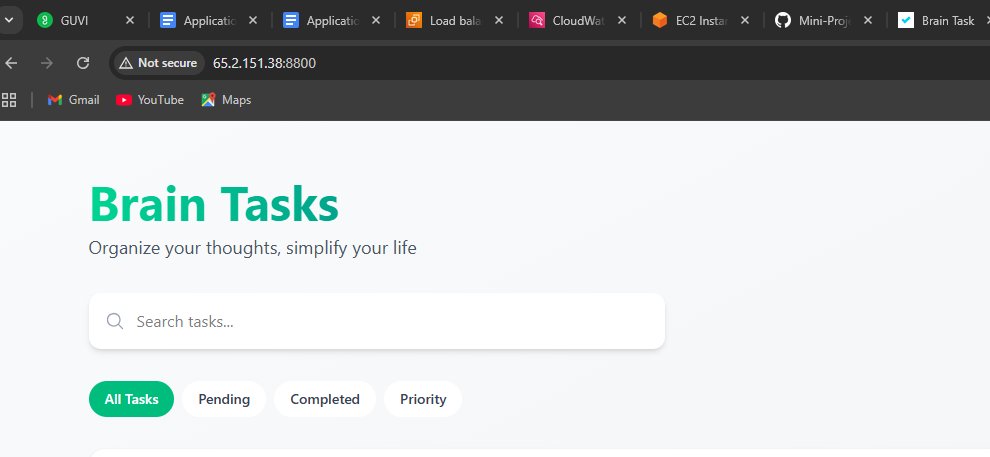 GUVI Applicatio Applicatio Load bala CloudWat EC2 Instan Mini-Proj Brain Task
Not secure 65.2.151.38:8800
Gmail YouTube Maps
Brain Tasks
Organize your thoughts, simplify your life
Search tasks...
All Tasks Pending Completed Priority